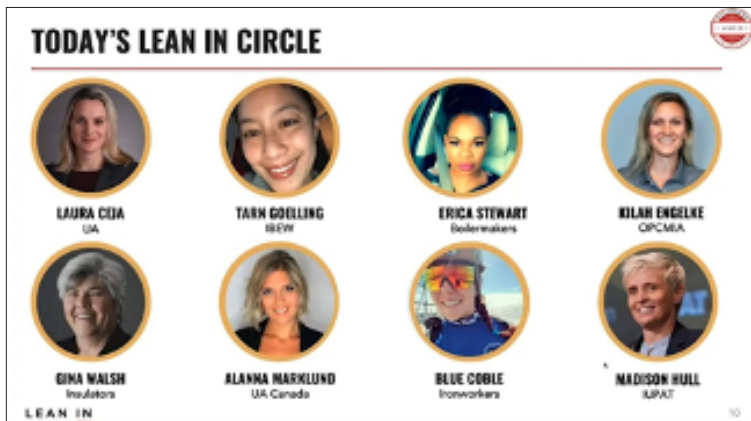 TODAY'S LEAN IN CIRCLE
LAURA CEJA
UA
TARN GOELLING
IBEW
ERICA STEWART
Boilermakers
KILAH ENGELKE
OPCMIA
GINA WALSH
Insulators
ALANNA MARKLUND
UA Canada
BLUE COBLE
Ironworkers
MADISON HULL
IUPAT
LEAN IN
10